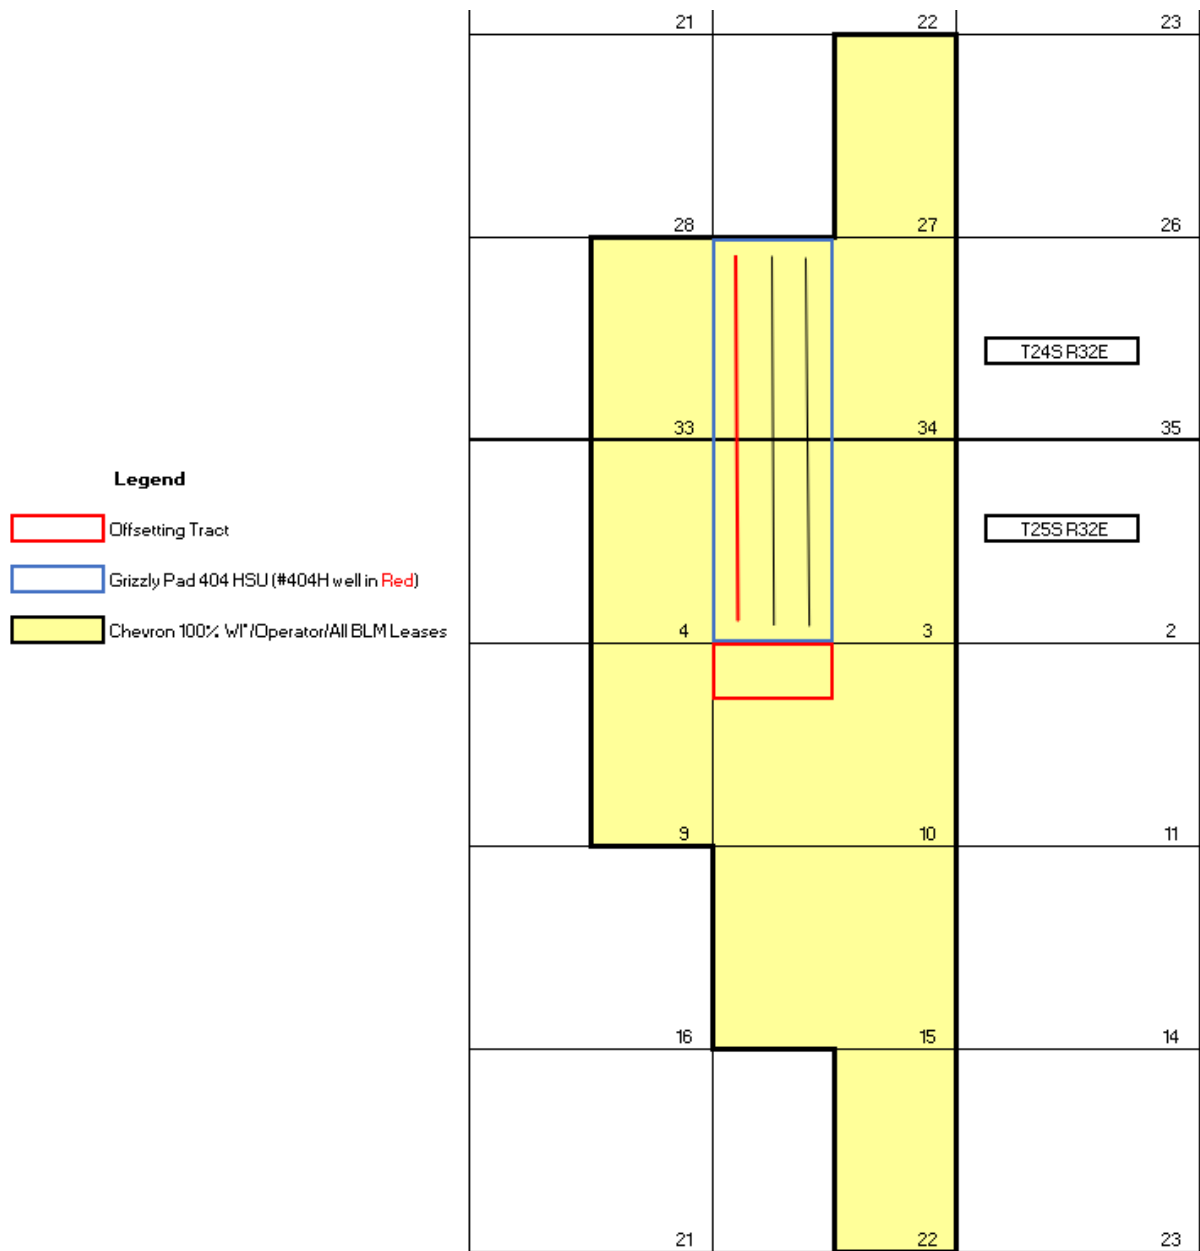 21 22 23
28 27 26
T24S R32E
33 34 35
Legend
Offsetting Tract
T25S R32E
Grizzly Pad 404 HSU (#404H well in Red)
Chevron 100% WI*/Operator/All BLM Leases
4 3 2
9 10 11
16 15 14
21 22 23